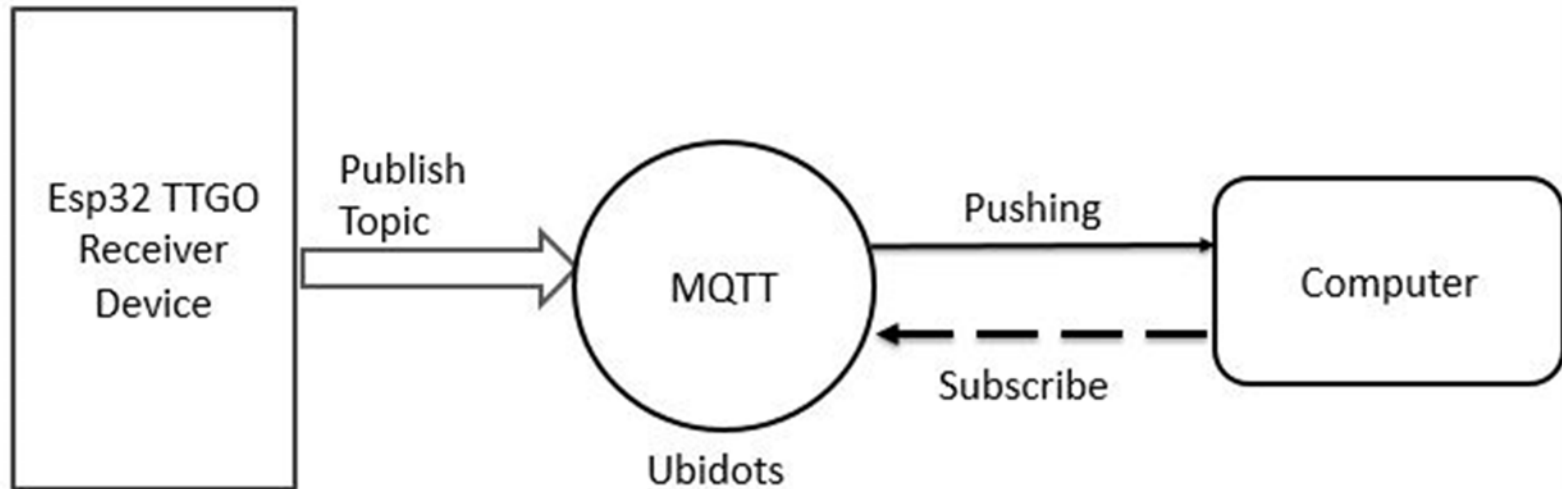 Esp32 TTGO
Receiver
Device
Publish
Topic
MQTT
Ubidots
Pushing
Subscribe
Computer